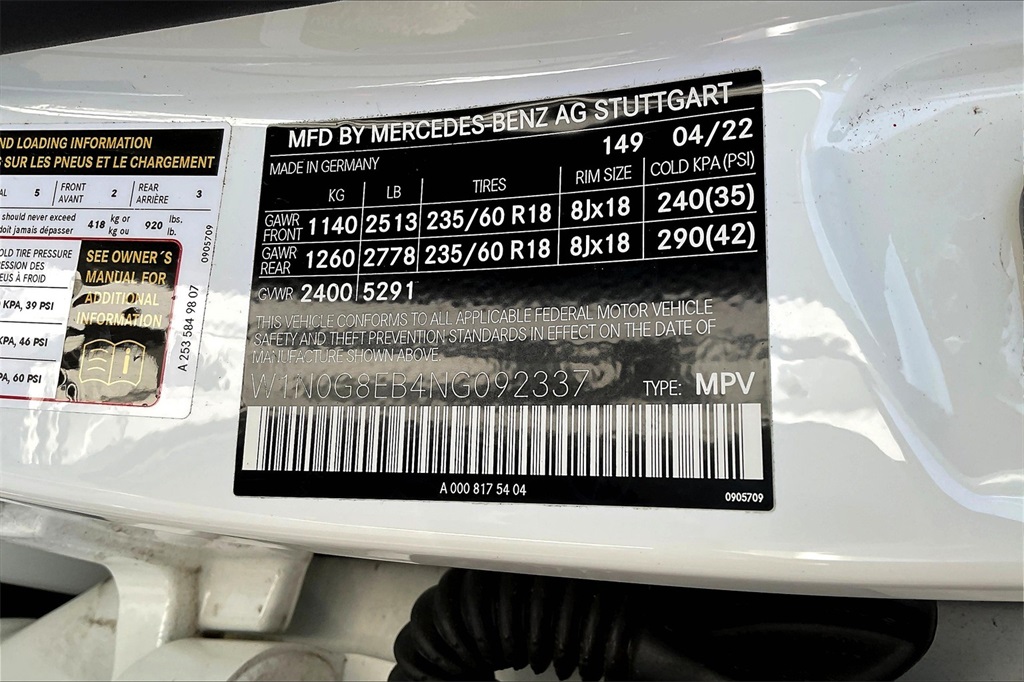 ND LOADING INFORMATION
SUR LES PNEUS ET LE CHARGEMENT
AL 5 FRONT AVANT 2 REAR ARRIÈRE 3
should never exceed
doit jamais dépasser 418 kg or kg ou 920 lbs. lb.
OLD TIRE PRESSURE
ESSION DES
EUS À FROID
KPA, 39 PSI
KPA, 46 PSI
KPA, 60 PSI
SEE OWNER´S
MANUAL FOR
ADDITIONAL
INFORMATION
0905709
A 253 584 98 07
MFD BY MERCEDES-BENZ AG STUTTGART
MADE IN GERMANY 149 04/22
KG LB TIRES RIM SIZE COLD KPA(PSI)
GAWR FRONT 1140 2513 235/60 R18 8Jx18 240(35)
GAWR REAR 1260 2778 235/60 R18 8Jx18 290(42)
GVWR 2400 5291
THIS VEHICLE CONFORMS TO ALL APPLICABLE FEDERAL MOTOR VEHICLE
SAFETY AND THEFT PREVENTION STANDARDS IN EFFECT ON THE DATE OF
MANUFACTURE SHOWN ABOVE
W1N0G8EB4NG092337 TYPE: MPV
A 000 817 54 04
0905709